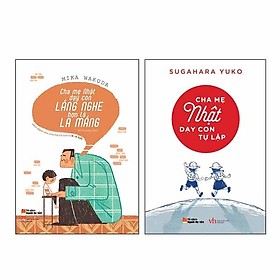 MIKA WAKUDA
Cha mẹ Nhật
dạy con
LẮNG NGHE
hơn là
LA MẮNG
SUGAHARA YUKO
CHA MẸ
Nhật
DẠY CON
TỰ LẬP